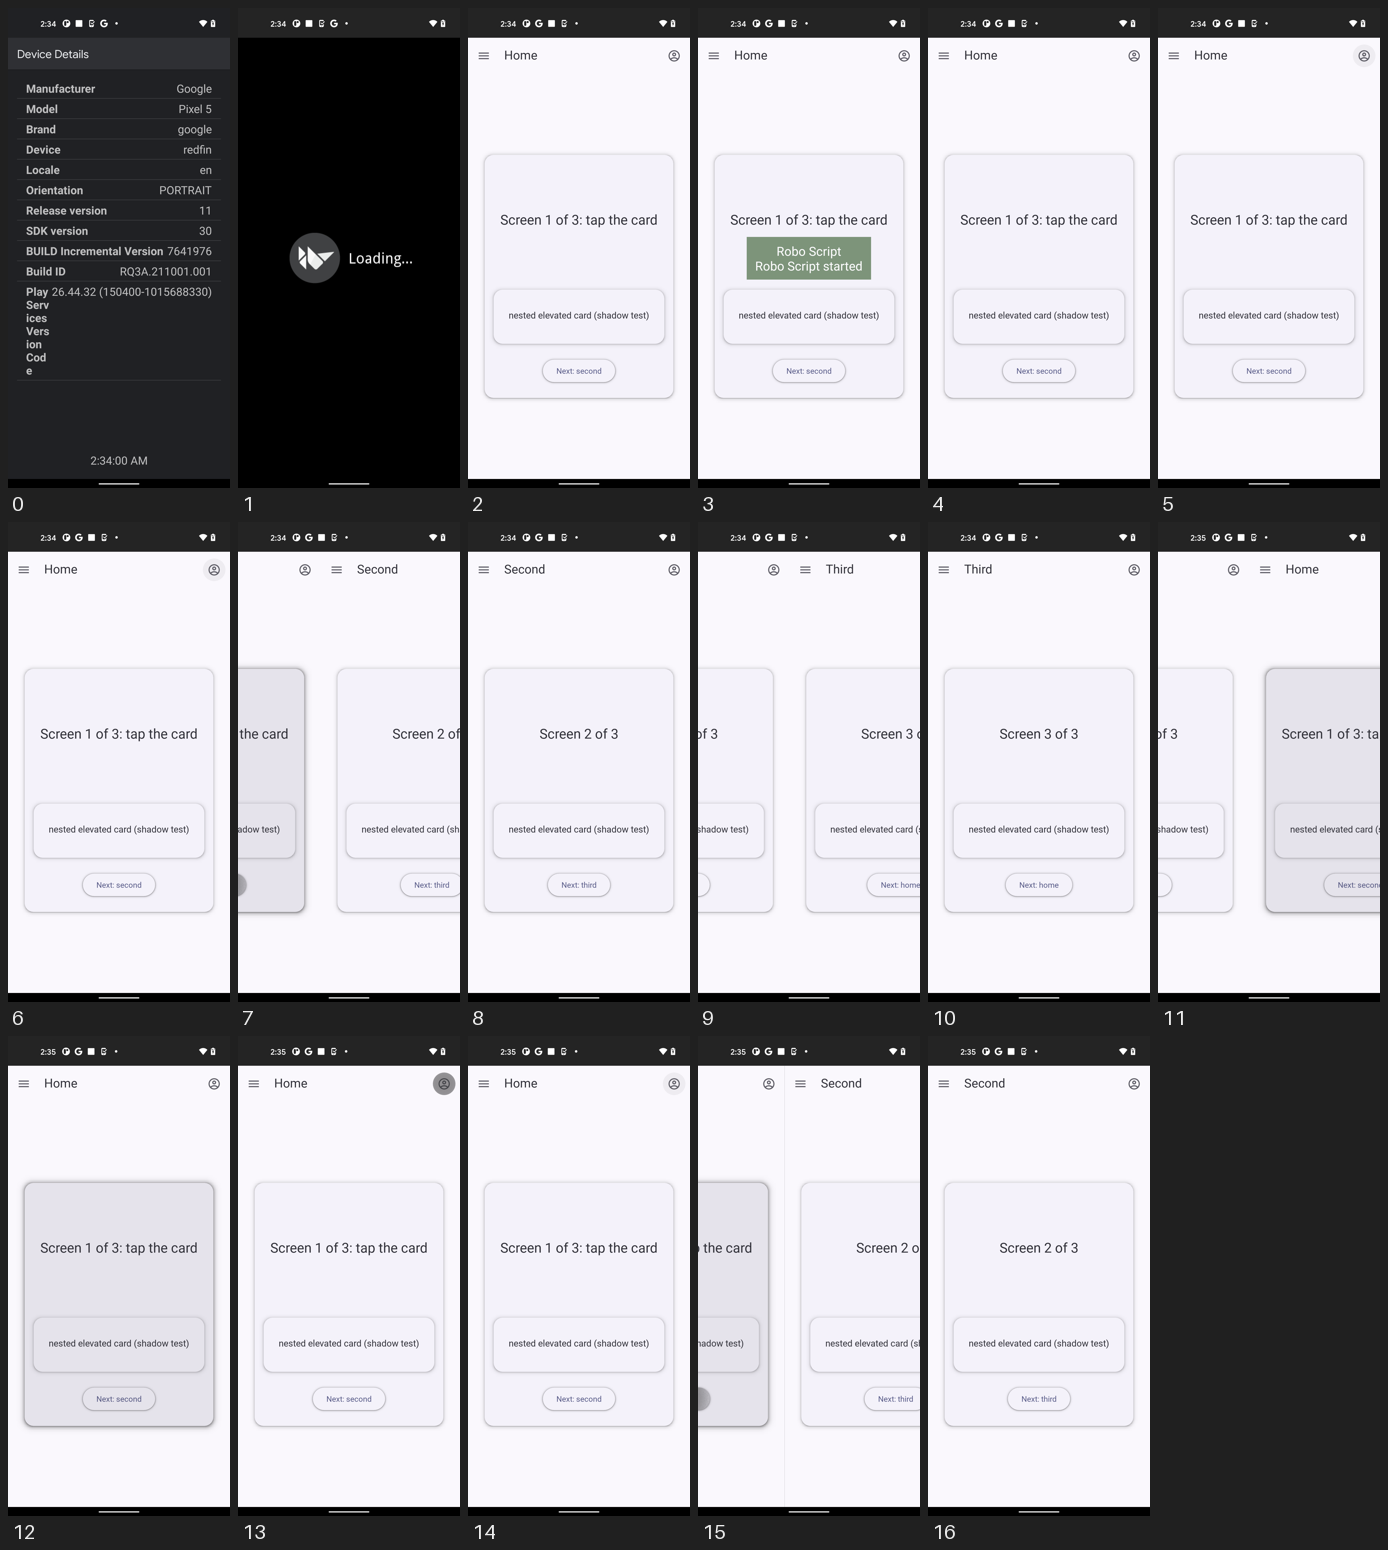 2:34
Device Details
Manufacturer Google
Model Pixel 5
Brand google
Device redfin
Locale en
Orientation PORTRAIT
Release version 11
SDK version 30
BUILD Incremental Version 7641976
Build ID RQ3A.211001.001
Play 26.44.32 (150400-1015688330)
Serv
ices
Vers
ion
Cod
e
2:34:00 AM
0
2:34
Loading...
1
2:34
Home
Screen 1 of 3: tap the card
nested elevated card (shadow test)
Next: second
2
2:34
Home
Screen 1 of 3: tap the card
Robo Script
Robo Script started
nested elevated card (shadow test)
Next: second
3
2:34
Home
Screen 1 of 3: tap the card
nested elevated card (shadow test)
Next: second
4
2:34
Home
Screen 1 of 3: tap the card
nested elevated card (shadow test)
Next: second
5
2:34
Home
Screen 1 of 3: tap the card
nested elevated card (shadow test)
Next: second
6
2:34
Second
the card Screen 2 of
adow test) nested elevated card (sh
Next: third
7
2:34
Second
Screen 2 of 3
nested elevated card (shadow test)
Next: third
8
2:34
Third
of 3 Screen 3 o
shadow test) nested elevated card (s
Next: home
9
2:34
Third
Screen 3 of 3
nested elevated card (shadow test)
Next: home
10
2:35
Home
of 3 Screen 1 of 3: ta
shadow test) nested elevated card (s
Next: secon
11
2:35
Home
Screen 1 of 3: tap the card
nested elevated card (shadow test)
Next: second
12
2:35
Home
Screen 1 of 3: tap the card
nested elevated card (shadow test)
Next: second
13
2:35
Home
Screen 1 of 3: tap the card
nested elevated card (shadow test)
Next: second
14
2:35
Second
the card Screen 2 o
hadow test) nested elevated card (sl
Next: third
15
2:35
Second
Screen 2 of 3
nested elevated card (shadow test)
Next: third
16